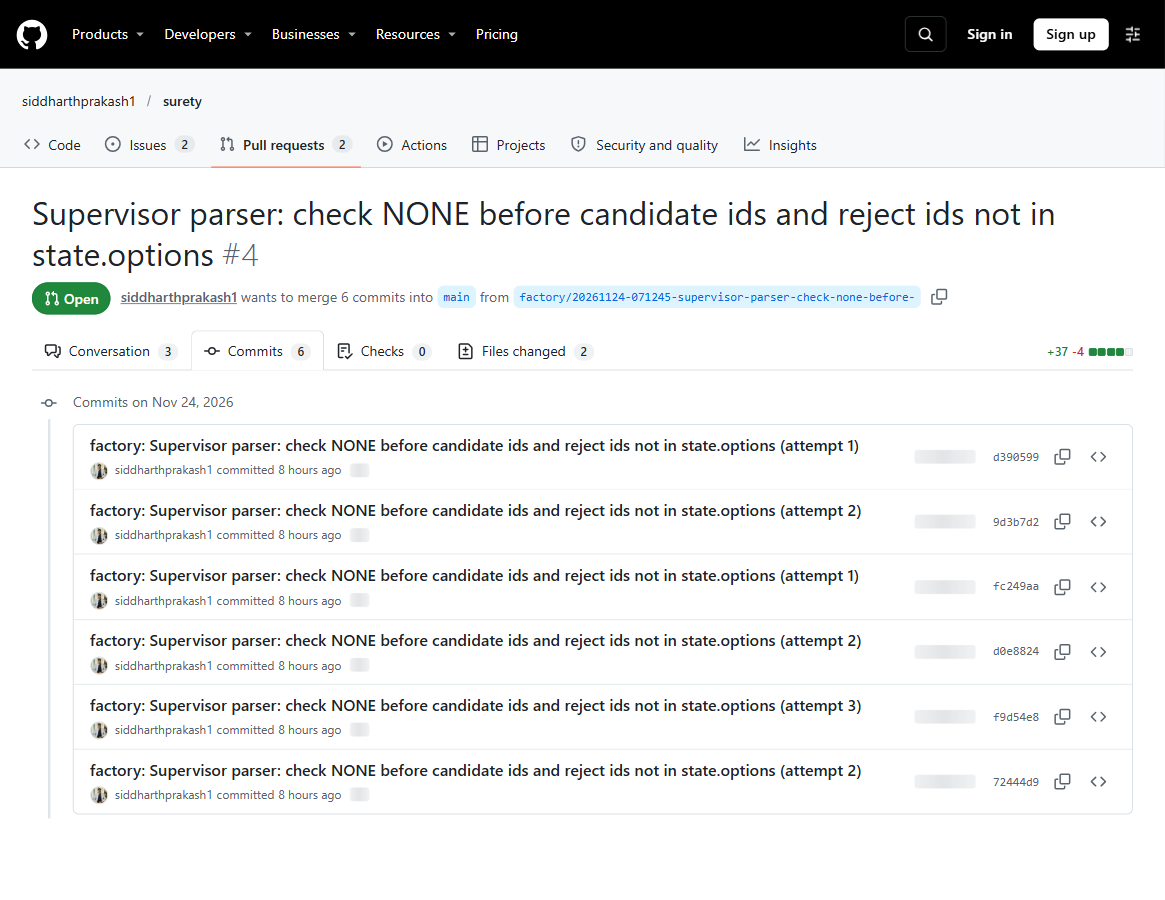 Products Developers Businesses Resources Pricing Sign in Sign up
siddharthprakash1 / surety
Code Issues 2 Pull requests 2 Actions Projects Security and quality Insights
Supervisor parser: check NONE before candidate ids and reject ids not in
state.options #4
Open siddharthprakash1 wants to merge 6 commits into main from factory/20261124-071245-supervisor-parser-check-none-before-
Conversation 3 Commits 6 Checks 0 Files changed 2 +37 -4
Commits on Nov 24, 2026
factory: Supervisor parser: check NONE before candidate ids and reject ids not in state.options (attempt 1)
siddharthprakash1 committed 8 hours ago d390599
factory: Supervisor parser: check NONE before candidate ids and reject ids not in state.options (attempt 2)
siddharthprakash1 committed 8 hours ago 9d3b7d2
factory: Supervisor parser: check NONE before candidate ids and reject ids not in state.options (attempt 1)
siddharthprakash1 committed 8 hours ago fc249aa
factory: Supervisor parser: check NONE before candidate ids and reject ids not in state.options (attempt 2)
siddharthprakash1 committed 8 hours ago d0e8824
factory: Supervisor parser: check NONE before candidate ids and reject ids not in state.options (attempt 3)
siddharthprakash1 committed 8 hours ago f9d54e8
factory: Supervisor parser: check NONE before candidate ids and reject ids not in state.options (attempt 2)
siddharthprakash1 committed 8 hours ago 72444d9